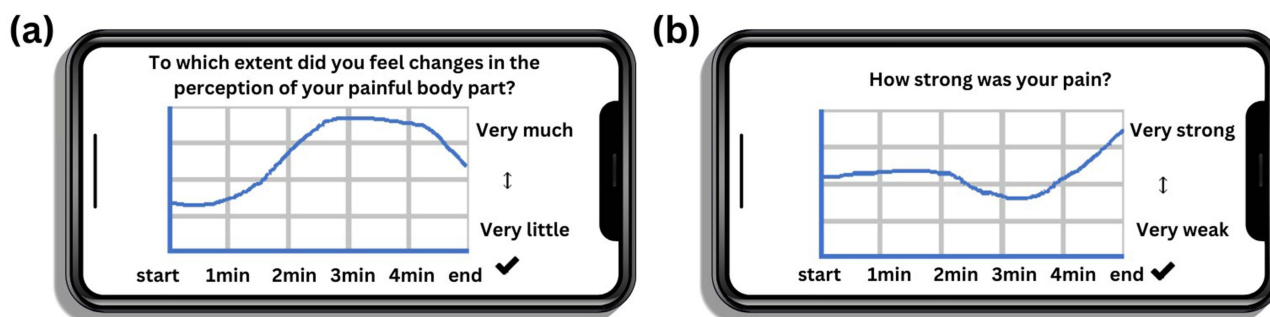 (a)
To which extent did you feel changes in the
perception of your painful body part?
Very much
↕
Very little
start 1min 2min 3min 4min end ✔
(b)
How strong was your pain?
Very strong
↕
Very weak
start 1min 2min 3min 4min end ✔